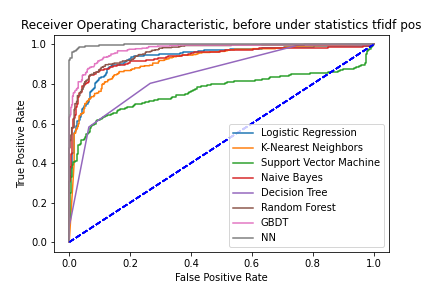 Receiver Operating Characteristic, before under statistics tfidf pos
1.0
0.8
0.6
0.4
0.2
0.0
True Positive Rate
Logistic Regression
K-Nearest Neighbors
Support Vector Machine
Naive Bayes
Decision Tree
Random Forest
GBDT
NN
0.0 0.2 0.4 0.6 0.8 1.0
False Positive Rate